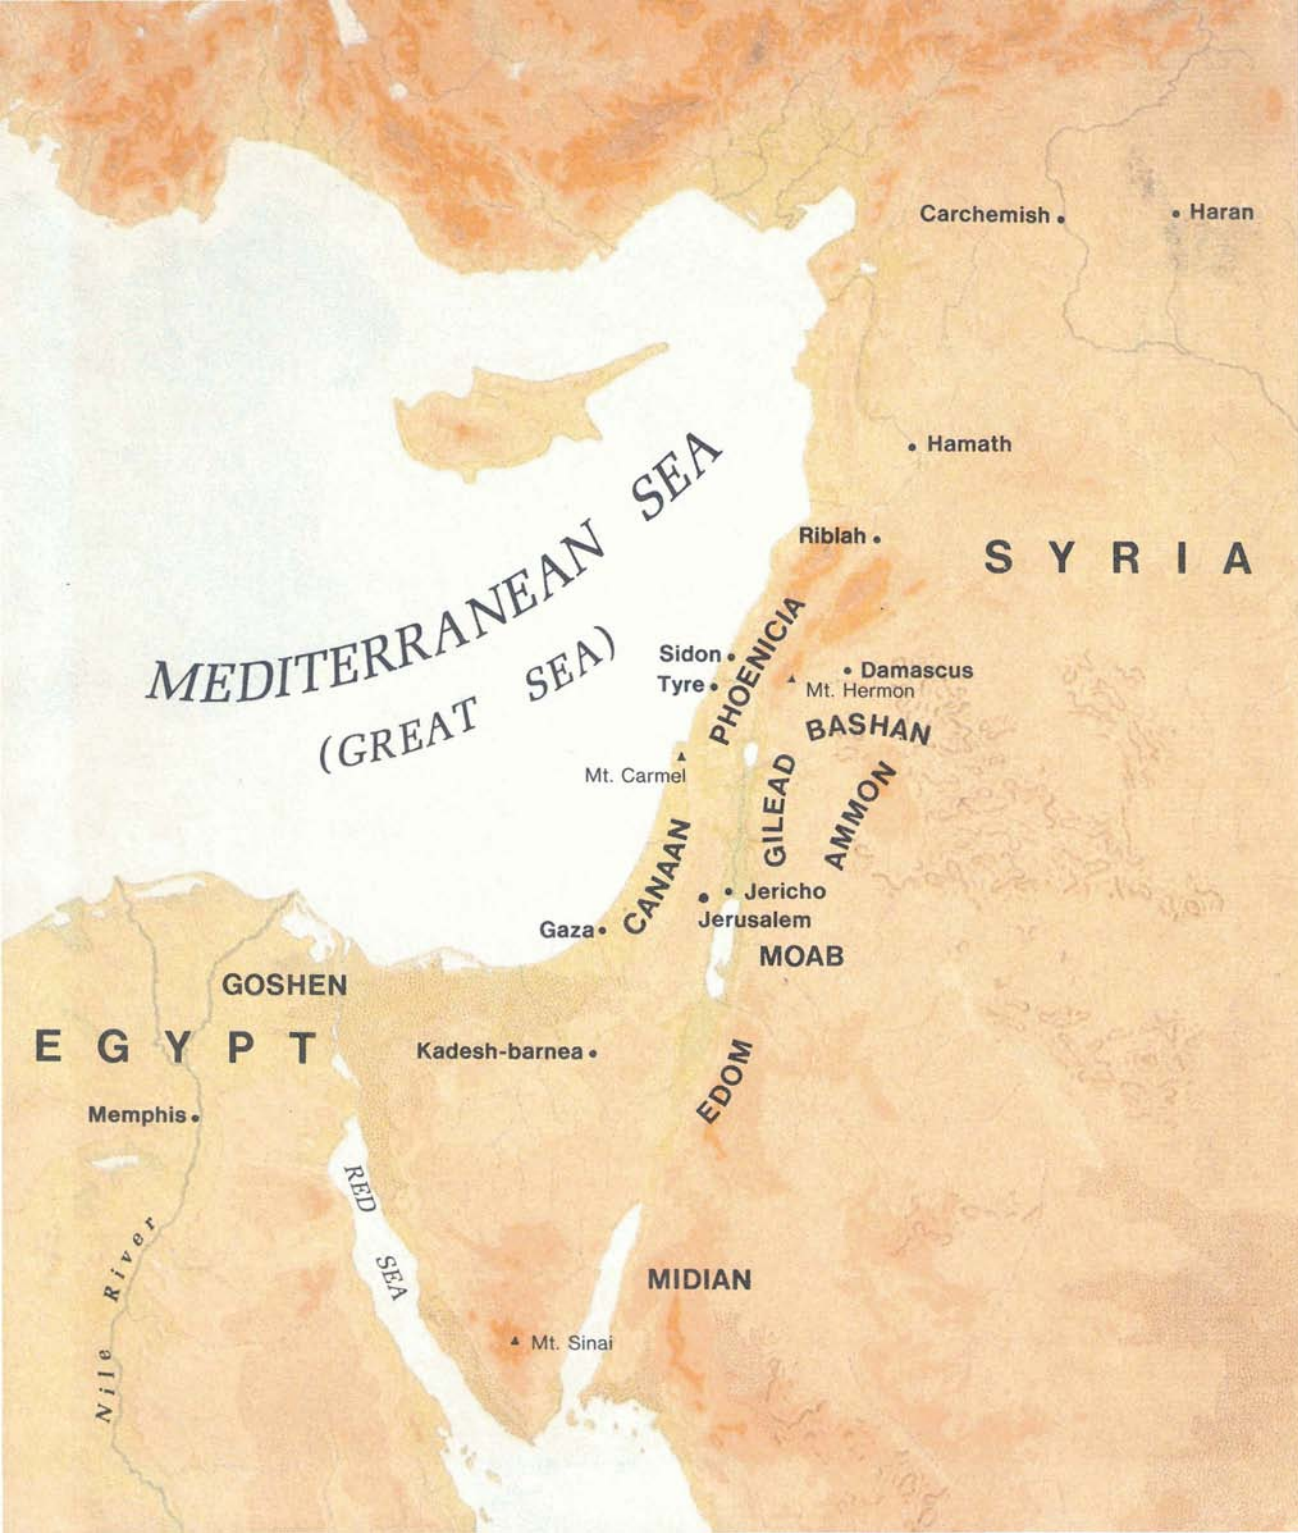 Carchemish
Haran
Hamath
MEDITERRANEAN SEA
(GREAT SEA)
Riblah
SYRIA
PHOENICIA
Sidon
Tyre
Damascus
Mt. Hermon
BASHAN
Mt. Carmel
GILEAD
AMMON
CANAAN
Jericho
Jerusalem
Gaza
MOAB
GOSHEN
EGYPT
Kadesh-barnea
EDOM
Memphis
RED SEA
Nile River
MIDIAN
Mt. Sinai